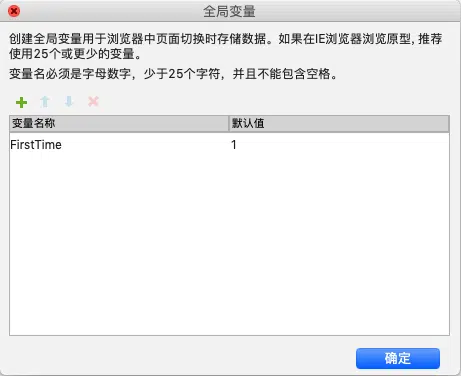 全局变量
创建全局变量用于浏览器中页面切换时存储数据。如果在IE浏览器浏览原型, 推荐
使用25个或更少的变量。
变量名必须是字母数字，少于25个字符，并且不能包含空格。
变量名称 默认值
FirstTime 1
确定